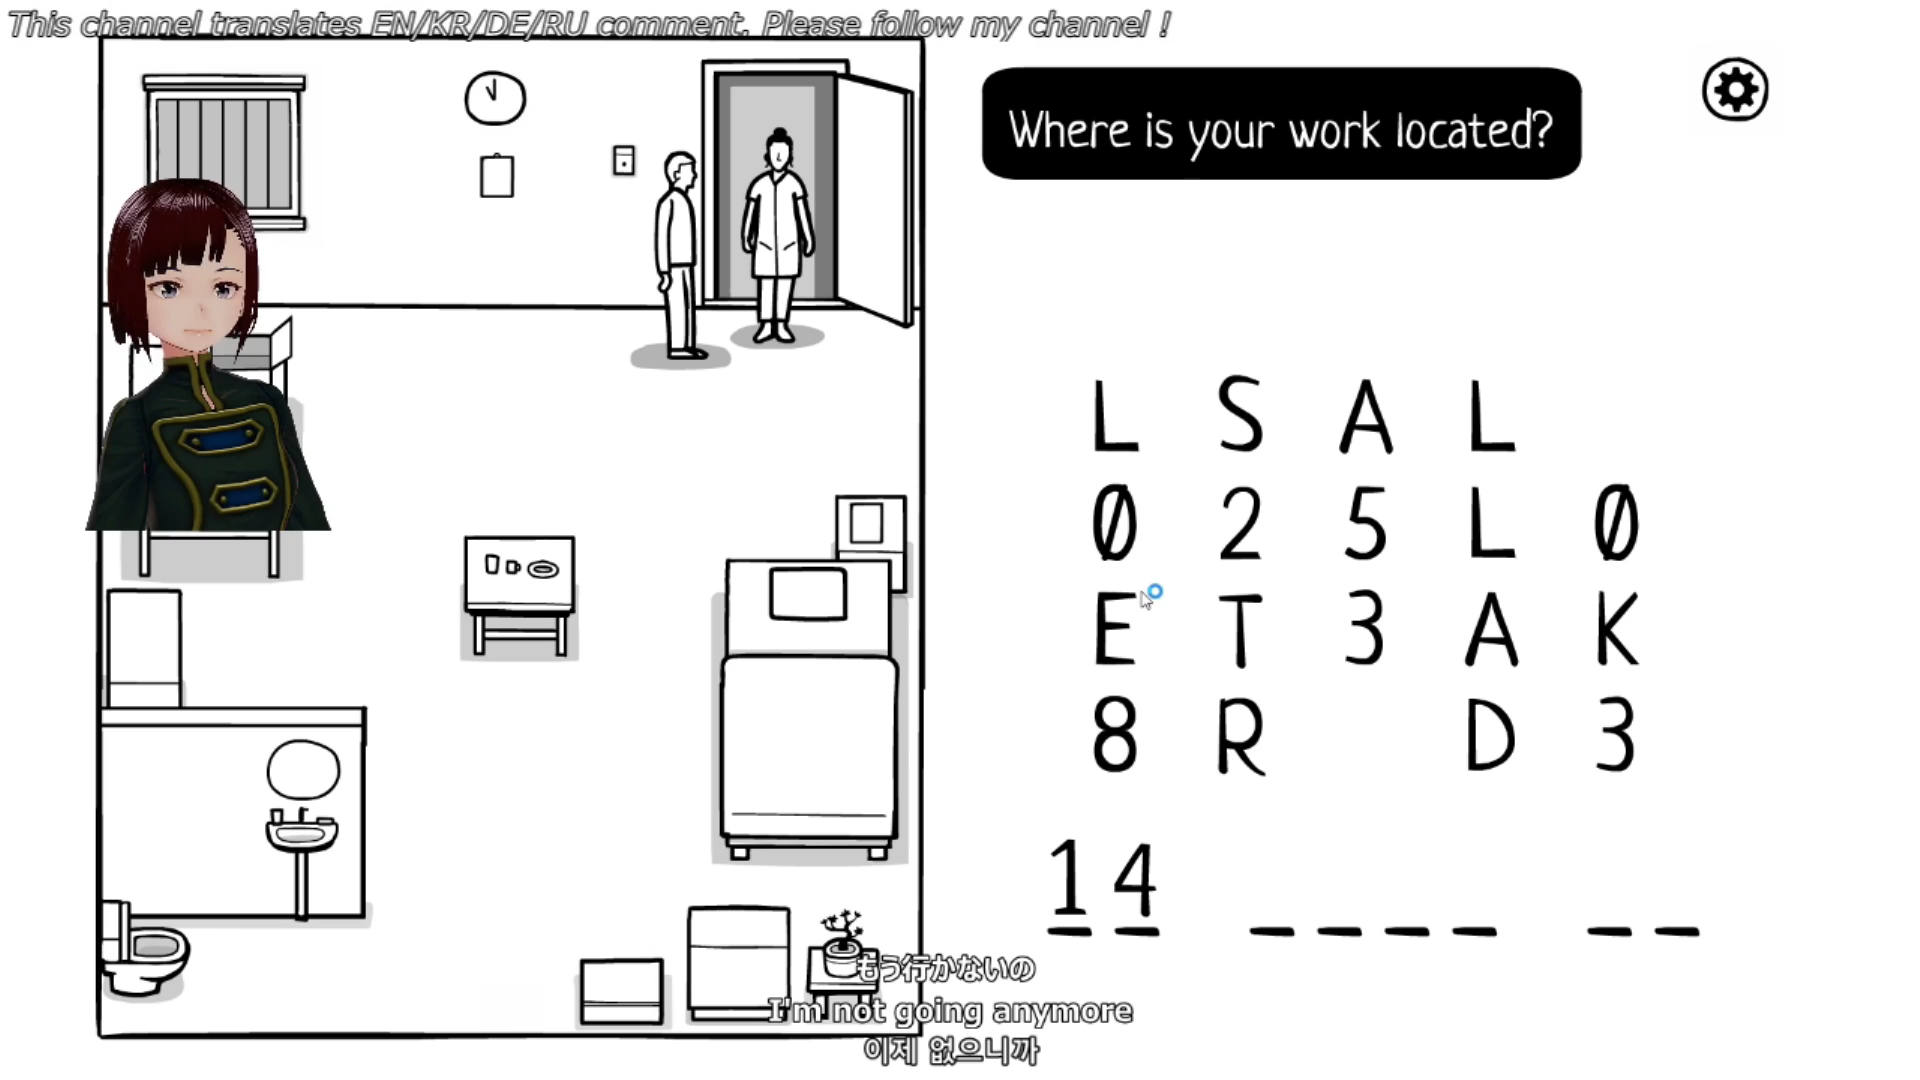 This channel translates EN/KR/DE/RU comment. Please follow my channel !
Where is your work located?
L S A L
0 2 5 L 0
E T 3 A K
8 R D 3
14 _ _ _ _ _ _
もう行かないの
I'm not going anymore
이제 없으니까